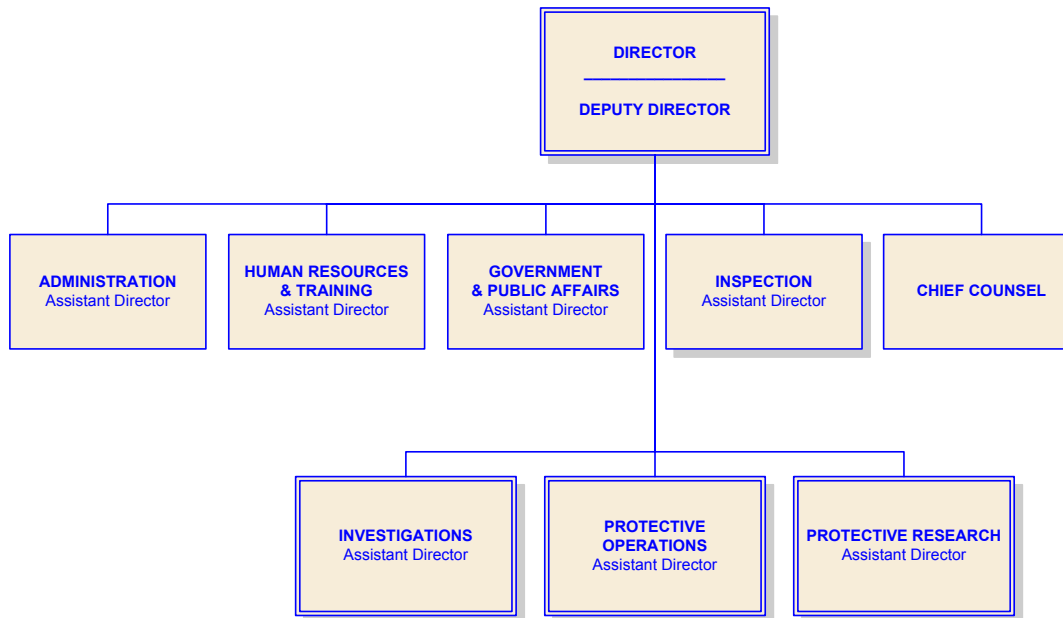 DIRECTOR
DEPUTY DIRECTOR
ADMINISTRATION
Assistant Director
HUMAN RESOURCES
& TRAINING
Assistant Director
GOVERNMENT
& PUBLIC AFFAIRS
Assistant Director
INSPECTION
Assistant Director
CHIEF COUNSEL
INVESTIGATIONS
Assistant Director
PROTECTIVE
OPERATIONS
Assistant Director
PROTECTIVE RESEARCH
Assistant Director